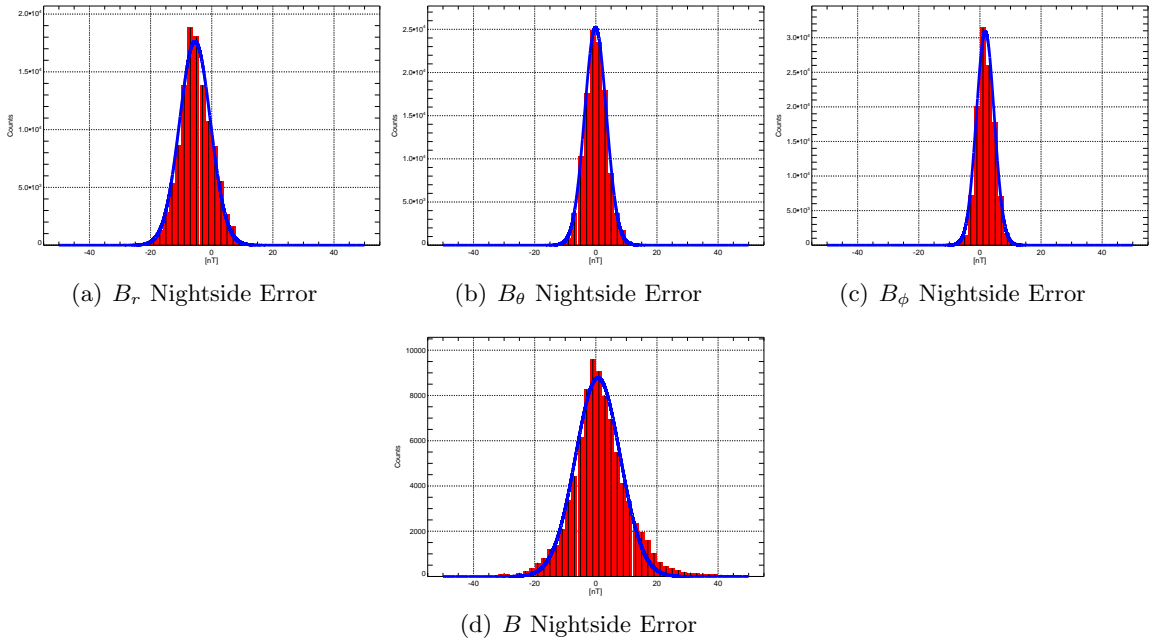 2.0•10⁴
1.5•10⁴
1.0•10⁴
5.0•10³
0
Counts
-40 -20 0 20 40
[nT]
(a) B_r Nightside Error
2.5•10⁴
2.0•10⁴
1.5•10⁴
1.0•10⁴
5.0•10³
0
Counts
-40 -20 0 20 40
[nT]
(b) B_θ Nightside Error
3.0•10⁴
2.5•10⁴
2.0•10⁴
1.5•10⁴
1.0•10⁴
5.0•10³
0
Counts
-40 -20 0 20 40
[nT]
(c) B_ϕ Nightside Error
10000
8000
6000
4000
2000
0
Counts
-40 -20 0 20 40
[nT]
(d) B Nightside Error